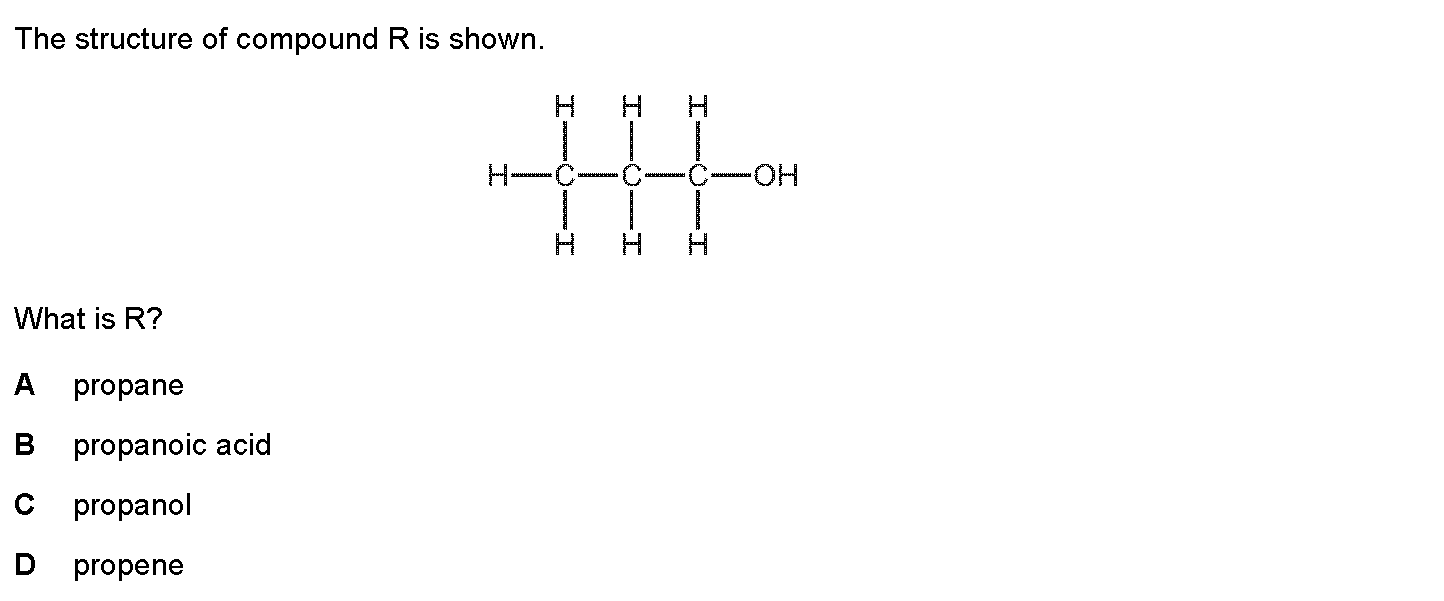 The structure of compound R is shown.
H H H
H C C C OH
H H H
What is R?
A propane
B propanoic acid
C propanol
D propene